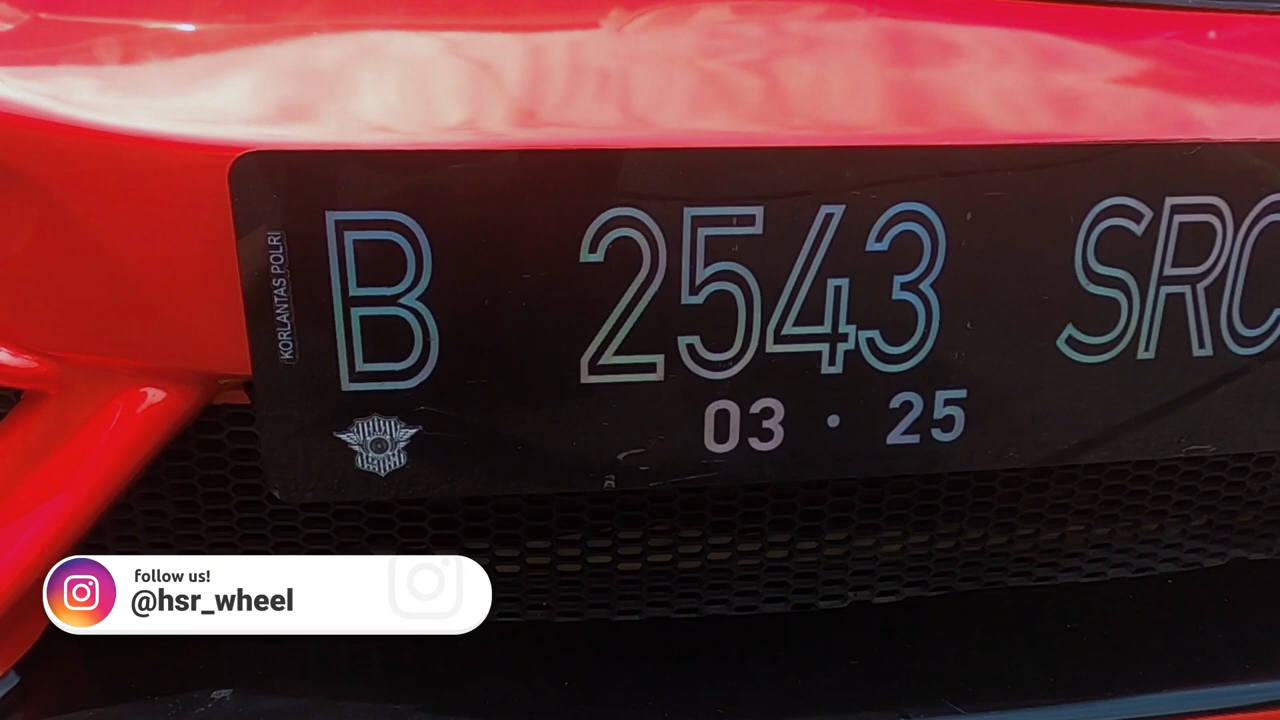 KORLANTAS POLRI
B 2543 SRC
03 · 25
follow us!
@hsr_wheel